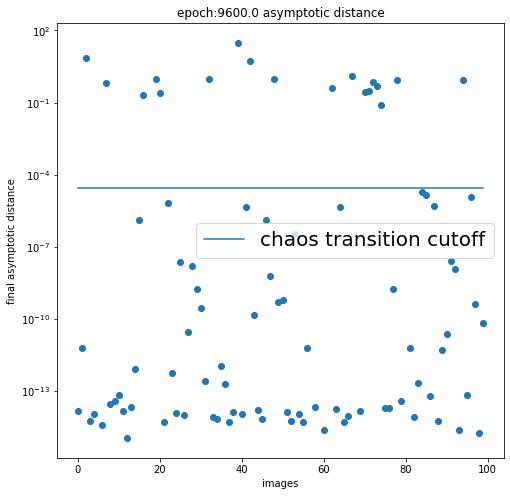 epoch:9600.0 asymptotic distance
10²
10⁻¹
10⁻⁴
10⁻⁷
10⁻¹⁰
10⁻¹³
final asymptotic distance
chaos transition cutoff
0 20 40 60 80 100
images